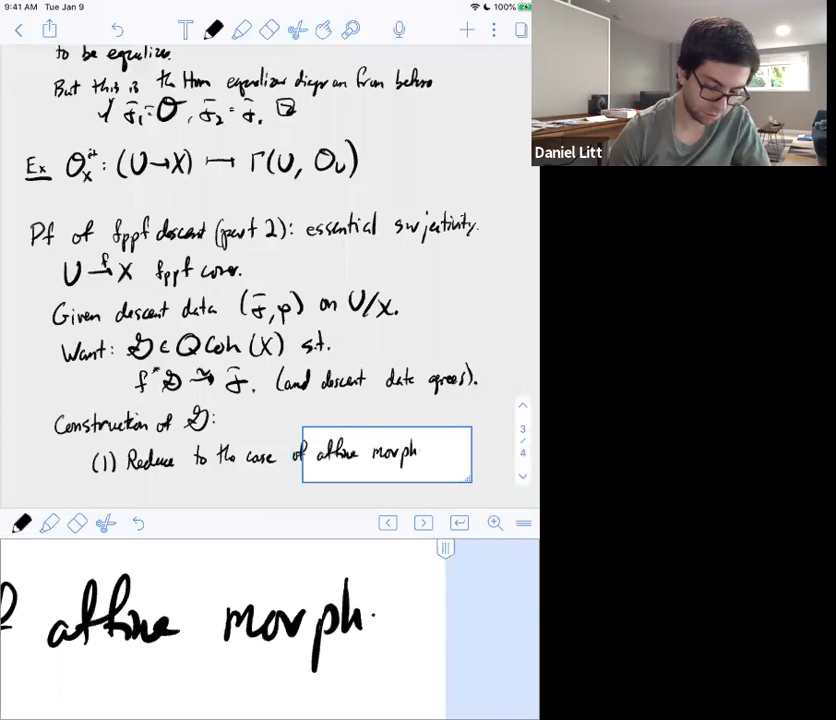 9:41 AM Tue Jan 9
100%
to be equalizer.
But this is the Hom equalizer diagram from before
w/ F₁ = O, F₂ = F. ☑
Ex O_X^ét : (U → X) ↦ Γ(U, O_U)
Pf of fppf descent (part 2): essential surjectivity.
U →^f X fppf cover.
Given descent data (F, φ) on U/X.
Want: G ∈ QCoh(X) s.t.
f*G ≃ F. (and descent data agrees).
Construction of G:
(1) Reduce to the case of affine morph
3
/
4
Daniel Litt
affine morph.